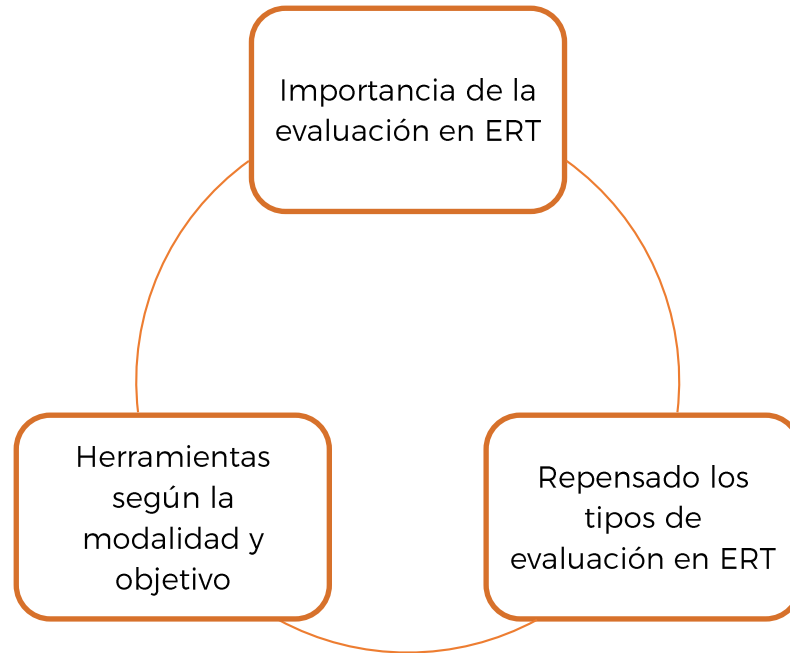 Importancia de la
evaluación en ERT
Herramientas
según la
modalidad y
objetivo
Repensado los
tipos de
evaluación en ERT